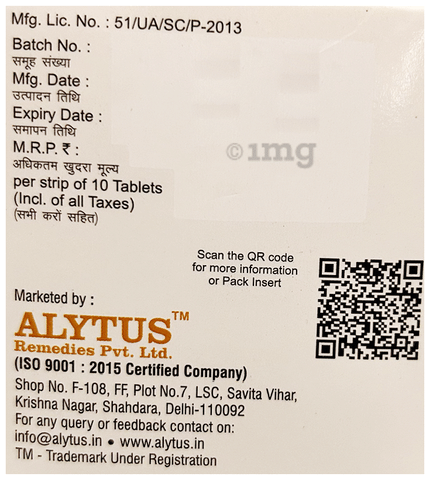 Mfg. Lic. No. : 51/UA/SC/P-2013
Batch No. :
समूह संख्या
Mfg. Date :
उत्पादन तिथि
Expiry Date :
समापन तिथि
M.R.P. ₹ :
अधिकतम खुदरा मूल्य
per strip of 10 Tablets
(Incl. of all Taxes)
(सभी करों सहित)
©1mg
Scan the QR code
for more information
or Pack Insert
Marketed by :
ALYTUS™
Remedies Pvt. Ltd.
(ISO 9001 : 2015 Certified Company)
Shop No. F-108, FF, Plot No.7, LSC, Savita Vihar,
Krishna Nagar, Shahdara, Delhi-110092
For any query or feedback contact on:
info@alytus.in • www.alytus.in
TM - Trademark Under Registration